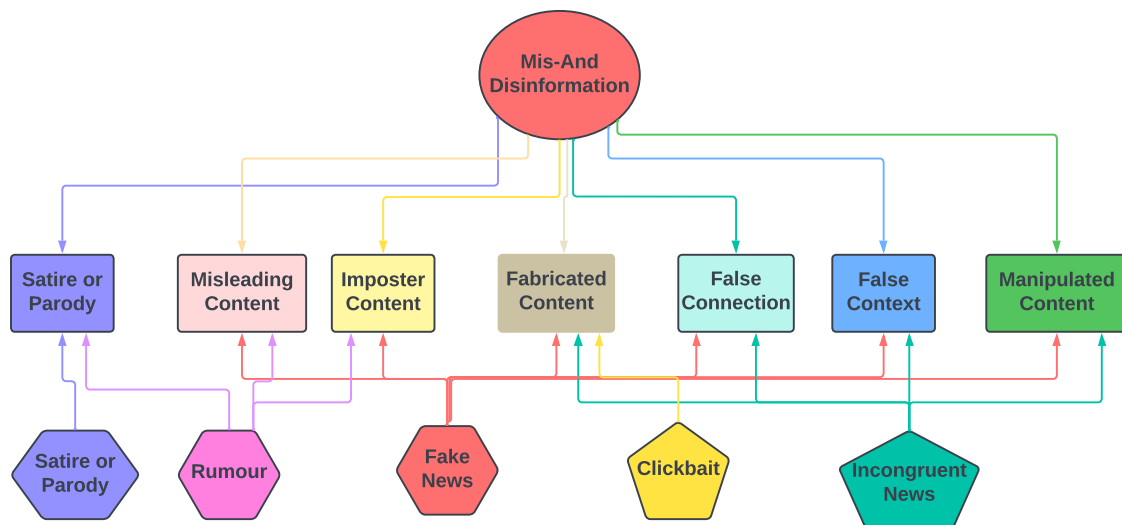 Mis-And
Disinformation
Satire or
Parody
Misleading
Content
Imposter
Content
Fabricated
Content
False
Connection
False
Context
Manipulated
Content
Satire or
Parody
Rumour
Fake
News
Clickbait
Incongruent
News